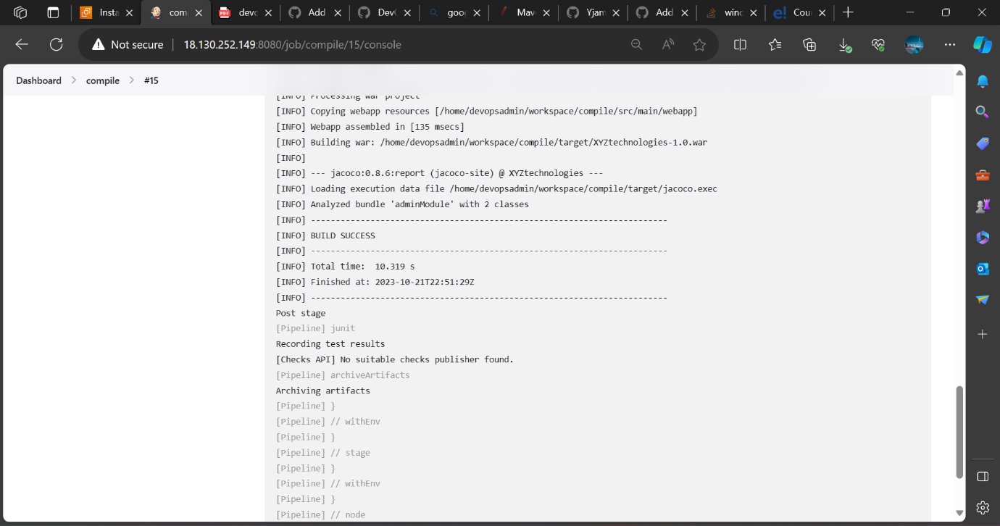 Insta
com
devc
Add
Dev
goog
Mav
Yjam
Add
winc
Cour
Not secure
18.130.252.149:8080/job/compile/15/console
Dashboard > compile > #15
[INFO] Processing war project
[INFO] Copying webapp resources [/home/devopsadmin/workspace/compile/src/main/webapp]
[INFO] Webapp assembled in [135 msecs]
[INFO] Building war: /home/devopsadmin/workspace/compile/target/XYZtechnologies-1.0.war
[INFO]
[INFO] --- jacoco:0.8.6:report (jacoco-site) @ XYZtechnologies ---
[INFO] Loading execution data file /home/devopsadmin/workspace/compile/target/jacoco.exec
[INFO] Analyzed bundle 'adminModule' with 2 classes
[INFO] ------------------------------------------------------------------------
[INFO] BUILD SUCCESS
[INFO] ------------------------------------------------------------------------
[INFO] Total time:  10.319 s
[INFO] Finished at: 2023-10-21T22:51:29Z
[INFO] ------------------------------------------------------------------------
Post stage
[Pipeline] junit
Recording test results
[Checks API] No suitable checks publisher found.
[Pipeline] archiveArtifacts
Archiving artifacts
[Pipeline] }
[Pipeline] // withEnv
[Pipeline] }
[Pipeline] // stage
[Pipeline] }
[Pipeline] // withEnv
[Pipeline] }
[Pipeline] // node